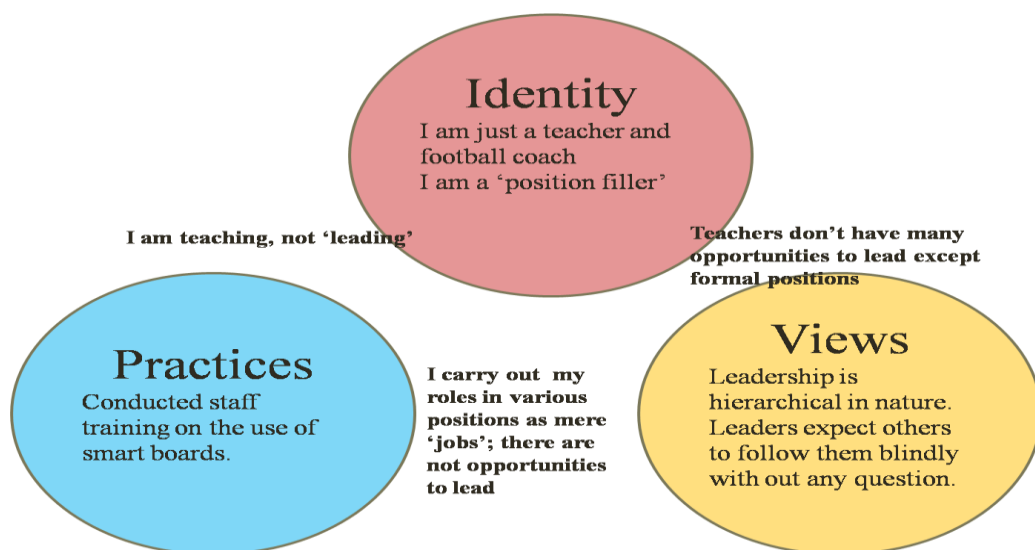 Identity
I am just a teacher and
football coach
I am a ‘position filler’
I am teaching, not ‘leading’
Teachers don’t have many
opportunities to lead except
formal positions
Practices
Conducted staff
training on the use of
smart boards.
I carry out  my
roles in various
positions as mere
‘jobs’; there are
not opportunities
to lead
Views
Leadership is
hierarchical in nature.
Leaders expect others
to follow them blindly
with out any question.